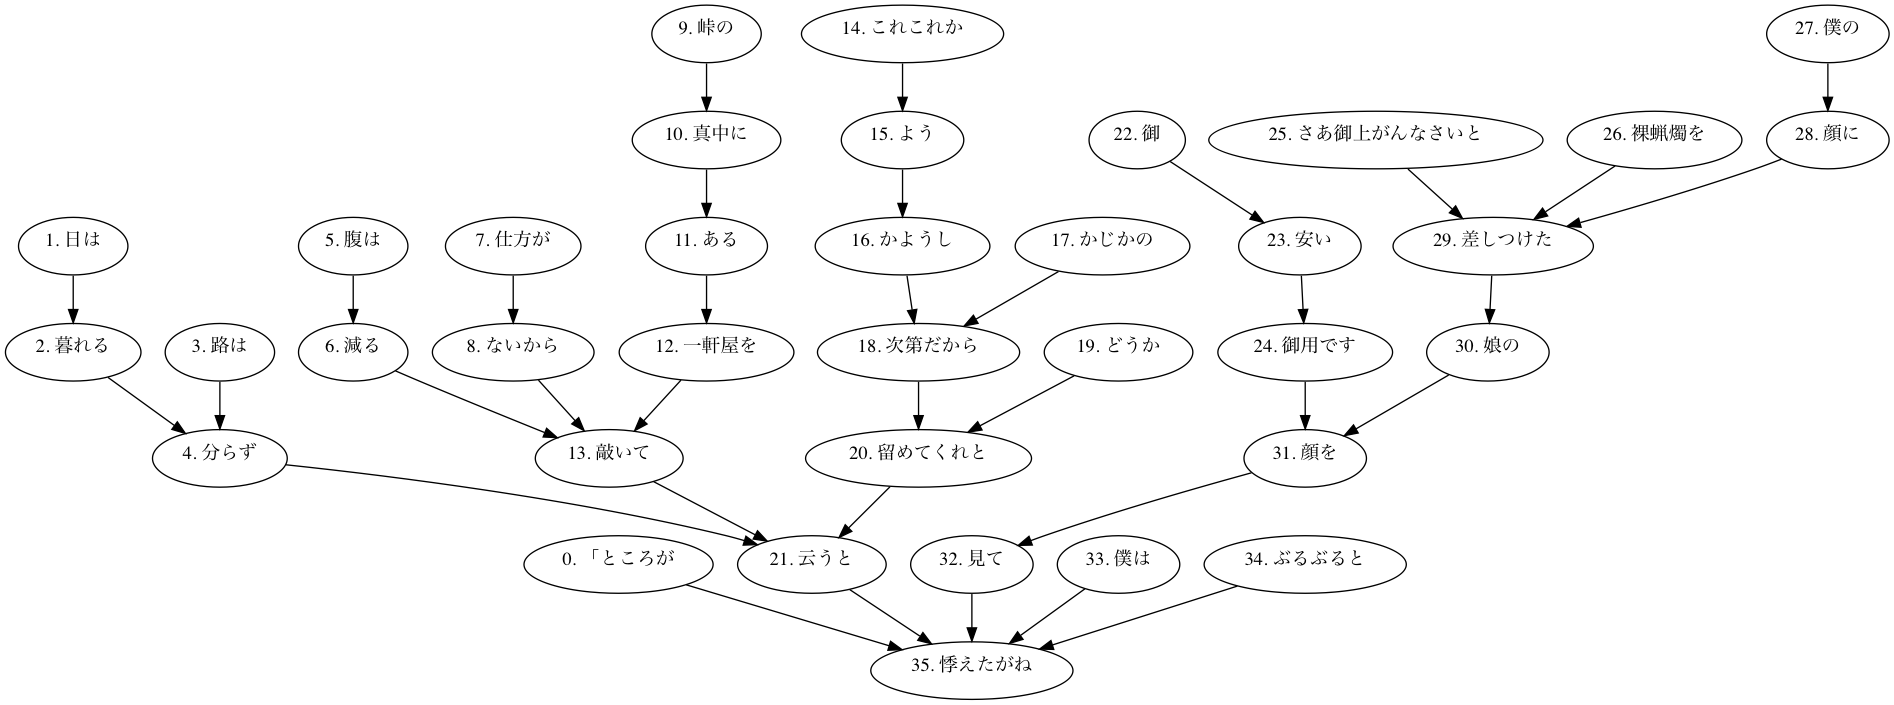 9. 峠の
14. これこれか
27. 僕の
10. 真中に
15. よう
22. 御
25. さあ御上がんなさいと
26. 裸蝋燭を
28. 顔に
1. 日は
5. 腹は
7. 仕方が
11. ある
16. かようし
17. かじかの
23. 安い
29. 差しつけた
2. 暮れる
3. 路は
6. 減る
8. ないから
12. 一軒屋を
18. 次第だから
19. どうか
24. 御用です
30. 娘の
4. 分らず
13. 敲いて
20. 留めてくれと
31. 顔を
0. 「ところが
21. 云うと
32. 見て
33. 僕は
34. ぶるぶると
35. 悸えたがね